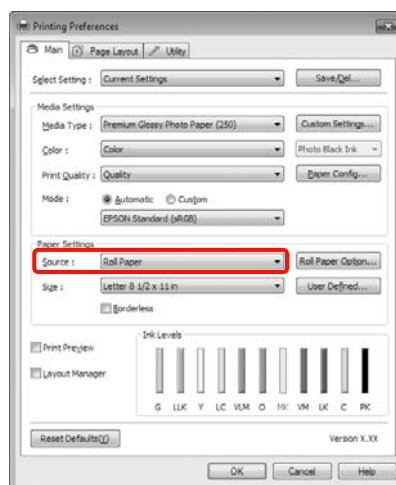 Printing Preferences
Main Page Layout Utility
Select Setting : Current Settings Save/Del...
Media Settings
Media Type : Premium Glossy Photo Paper (250) Custom Settings...
Color : Color Photo Black Ink
Print Quality : Quality Paper Config...
Mode : Automatic Custom
EPSON Standard (sRGB)
Paper Settings
Source : Roll Paper Roll Paper Option...
Size : Letter 8 1/2 x 11 in User Defined...
Borderless
Ink Levels
Print Preview
Layout Manager
G LLK Y LC VLM O MK VM LK C PK
Reset Defaults(Y) Version X.XX
OK Cancel Help